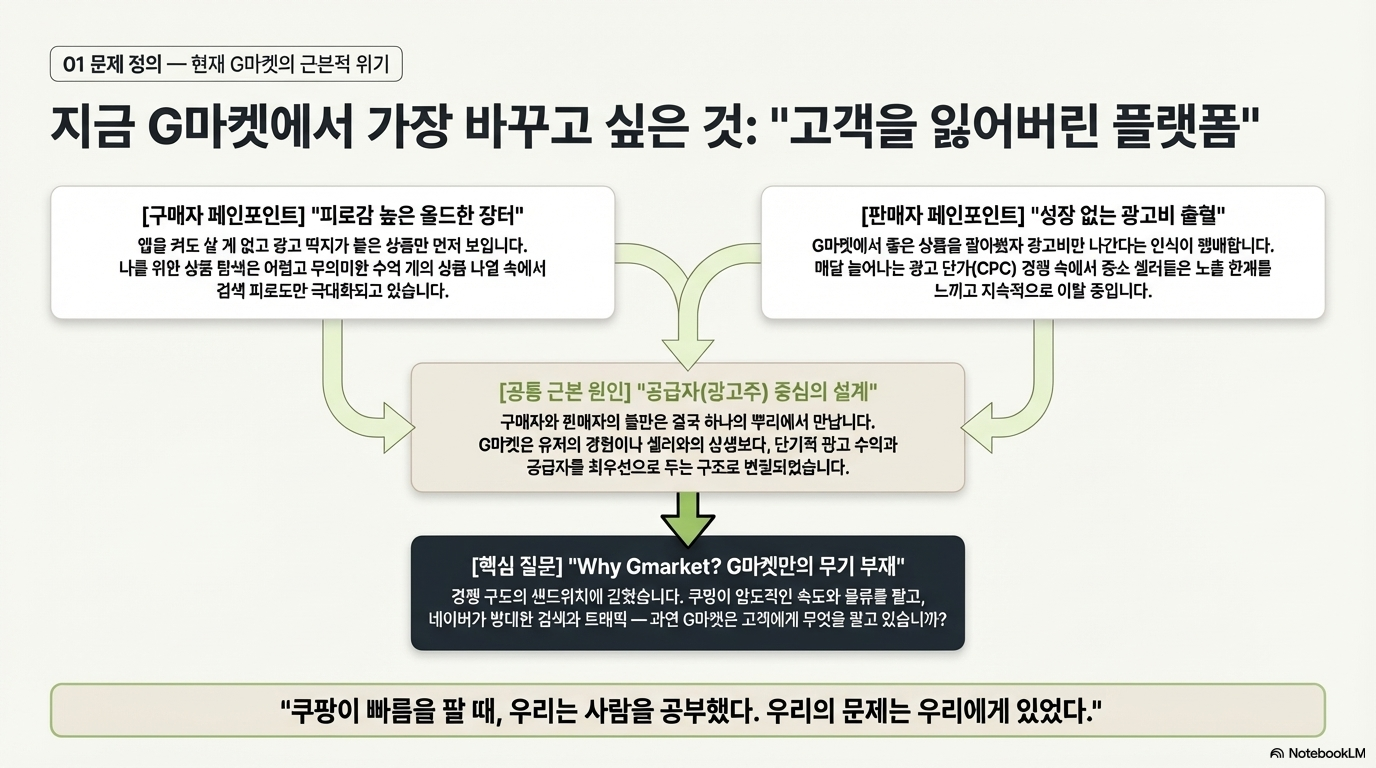 01 문제 정의 — 현재 G마켓의 근본적 위기
지금 G마켓에서 가장 바꾸고 싶은 것: "고객을 잃어버린 플랫폼"
[구매자 페인포인트] "피로감 높은 올드한 장터"
앱을 켜도 살 게 없고 광고 딱지가 붙은 상품만 먼저 보입니다.
나를 위한 상품 탐색은 어렵고 무의미한 수억 개의 상품 나열 속에서
검색 피로도만 극대화되고 있습니다.
[판매자 페인포인트] "성장 없는 광고비 출혈"
G마켓에서 좋은 상품을 팔아봤자 광고비만 나간다는 인식이 팽배합니다.
매달 늘어나는 광고 단가(CPC) 경쟁 속에서 중소 셀러들은 노출 한계를
느끼고 지속적으로 이탈 중입니다.
[공통 근본 원인] "공급자(광고주) 중심의 설계"
구매자와 판매자의 불만은 결국 하나의 뿌리에서 만납니다.
G마켓은 유저의 경험이나 셀러와의 상생보다, 단기적 광고 수익과
공급자를 최우선으로 두는 구조로 변질되었습니다.
[핵심 질문] "Why Gmarket? G마켓만의 무기 부재"
경쟁 구도의 샌드위치에 갇혔습니다. 쿠팡이 압도적인 속도와 물류를 팔고,
네이버가 방대한 검색과 트래픽 — 과연 G마켓은 고객에게 무엇을 팔고 있습니까?
"쿠팡이 빠름을 팔 때, 우리는 사람을 공부했다. 우리의 문제는 우리에게 있었다."
NotebookLM